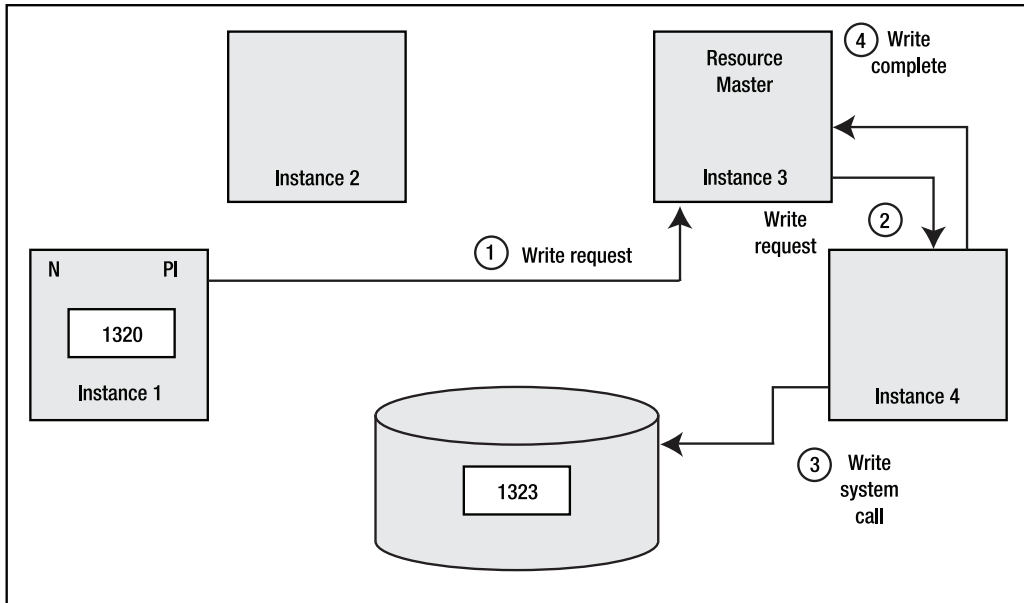 4 Write
complete
Resource
Master
Instance 3
Instance 2
Write
request
2
1 Write request
N PI
1320
Instance 1
Instance 4
1323
3 Write
system
call